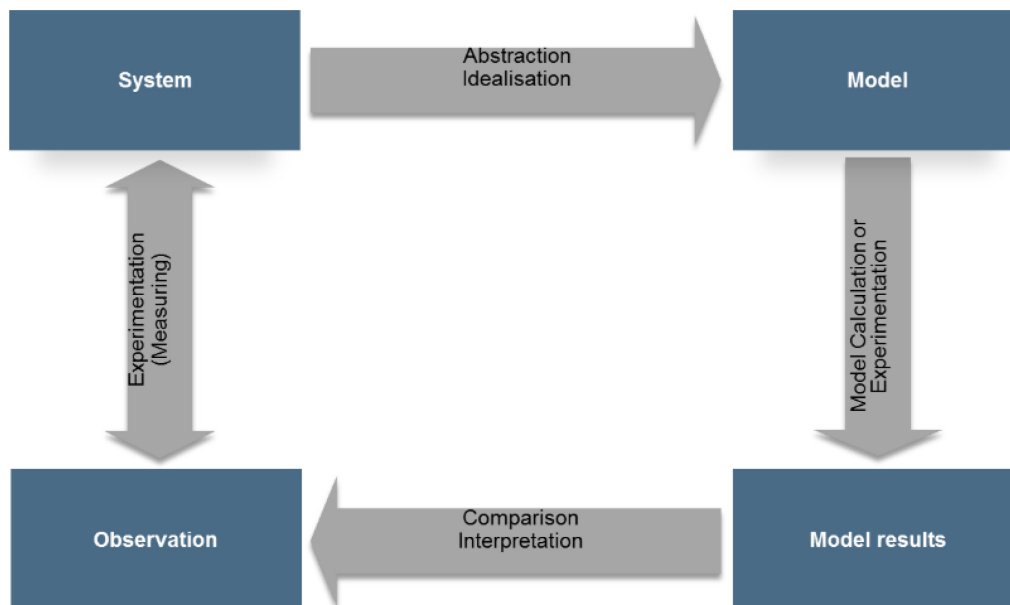 System
Abstraction
Idealisation
Model
Experimentation
(Measuring)
Model Calculation or
Experimentation
Observation
Comparison
Interpretation
Model results